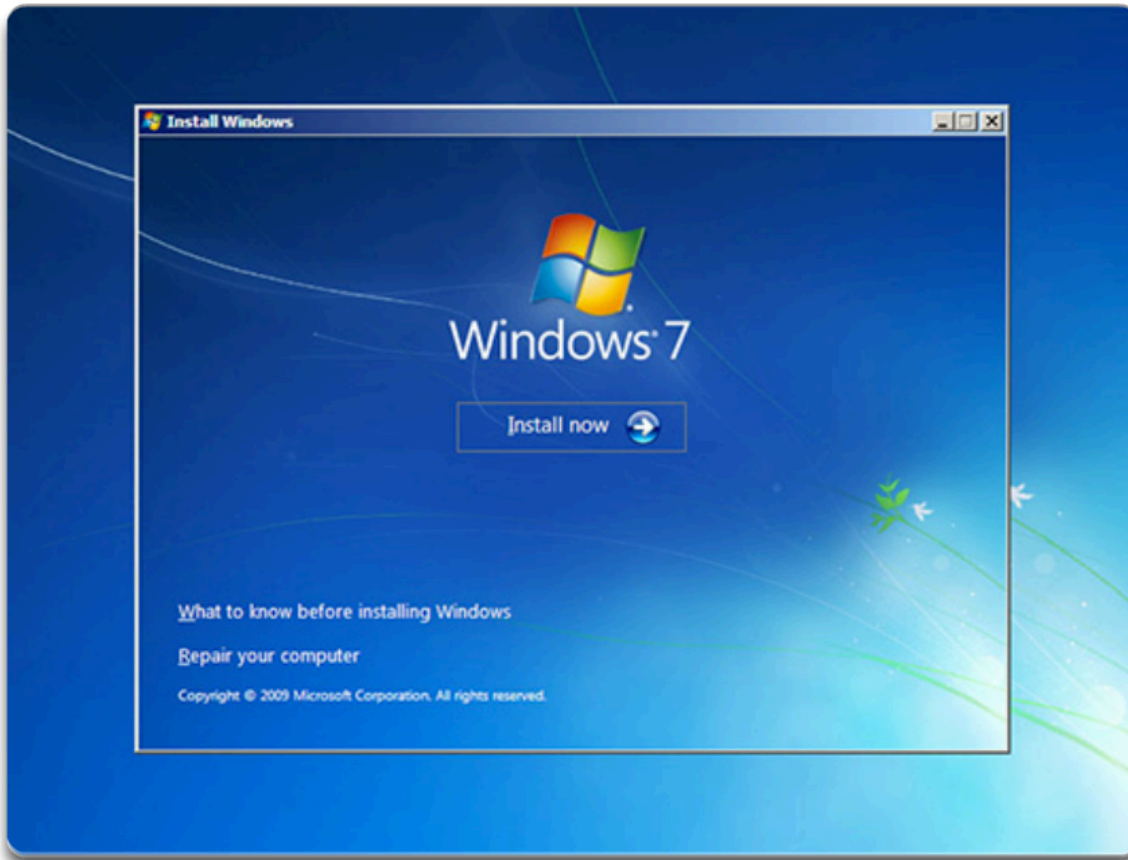 Install Windows
Windows® 7
Install now
What to know before installing Windows
Repair your computer
Copyright © 2009 Microsoft Corporation. All rights reserved.